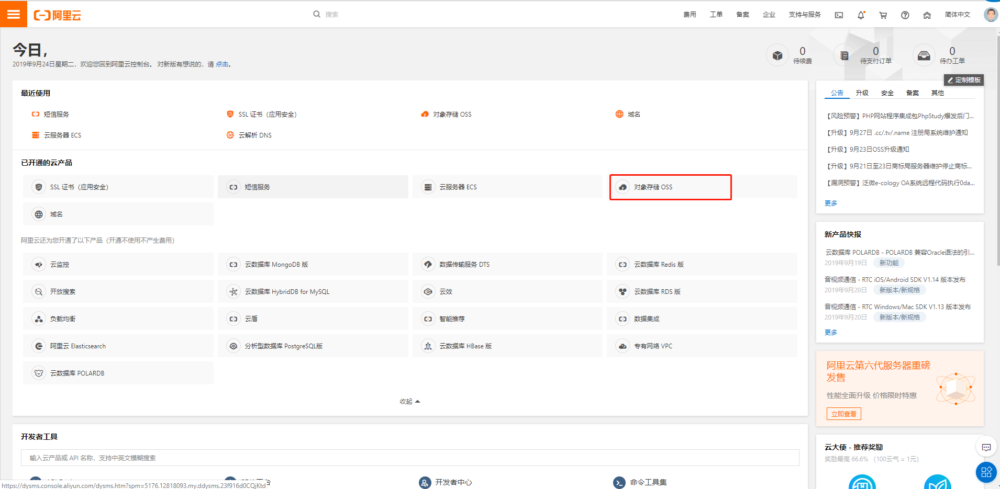 阿里云
搜索
费用
工单
备案
企业
支持与服务
简体中文
今日，
2019年9月24日星期二，欢迎您回到阿里云控制台。 对新版有想说的，请 点击。
0
待续费
0
待支付订单
0
待办工单
定制模板
最近使用
短信服务
SSL 证书（应用安全）
对象存储 OSS
域名
云服务器 ECS
云解析 DNS
已开通的云产品
SSL 证书（应用安全）
短信服务
云服务器 ECS
对象存储 OSS
域名
阿里云还为您开通了以下产品（开通不使用不产生费用）
云监控
云数据库 MongoDB 版
数据传输服务 DTS
云数据库 Redis 版
开放搜索
云数据库 HybridDB for MySQL
云效
云数据库 RDS 版
负载均衡
云盾
智能推荐
数据集成
阿里云 Elasticsearch
分析型数据库 PostgreSQL版
云数据库 HBase 版
专有网络 VPC
云数据库 POLARDB
收起
开发者工具
输入云产品或 API 名称，支持中英文模糊搜索
开发者中心
命令工具集
https://dysms.console.aliyun.com/dysms.htm?spm=5176.12818093.my.ddysms.23f916d0CQjKtd
公告
升级
安全
备案
其他
【风险预警】PHP网站程序集成包PhpStudy爆发后门...
【升级】9月27日 .cc/.tv/.name 注册局系统维护通知
【升级】9月23日OSS升级通知
【升级】9月21日至23日商标局服务器维护停止商标...
【漏洞预警】泛微e-cology OA系统远程代码执行0da...
更多
新产品快报
云数据库 POLARDB - POLARDB 兼容Oracle语法的引...
2019年9月19日
新功能
音视频通信 - RTC iOS/Android SDK V1.14 版本发布
2019年9月20日
新版本/新规格
音视频通信 - RTC Windows/Mac SDK V1.13 版本发布
2019年9月20日
新版本/新规格
更多
阿里云第六代服务器重磅
发售
性能全面升级 价格限时特惠
立即查看
云大使 - 推荐奖励
奖励最高 66.6% （100云气 = 1元）